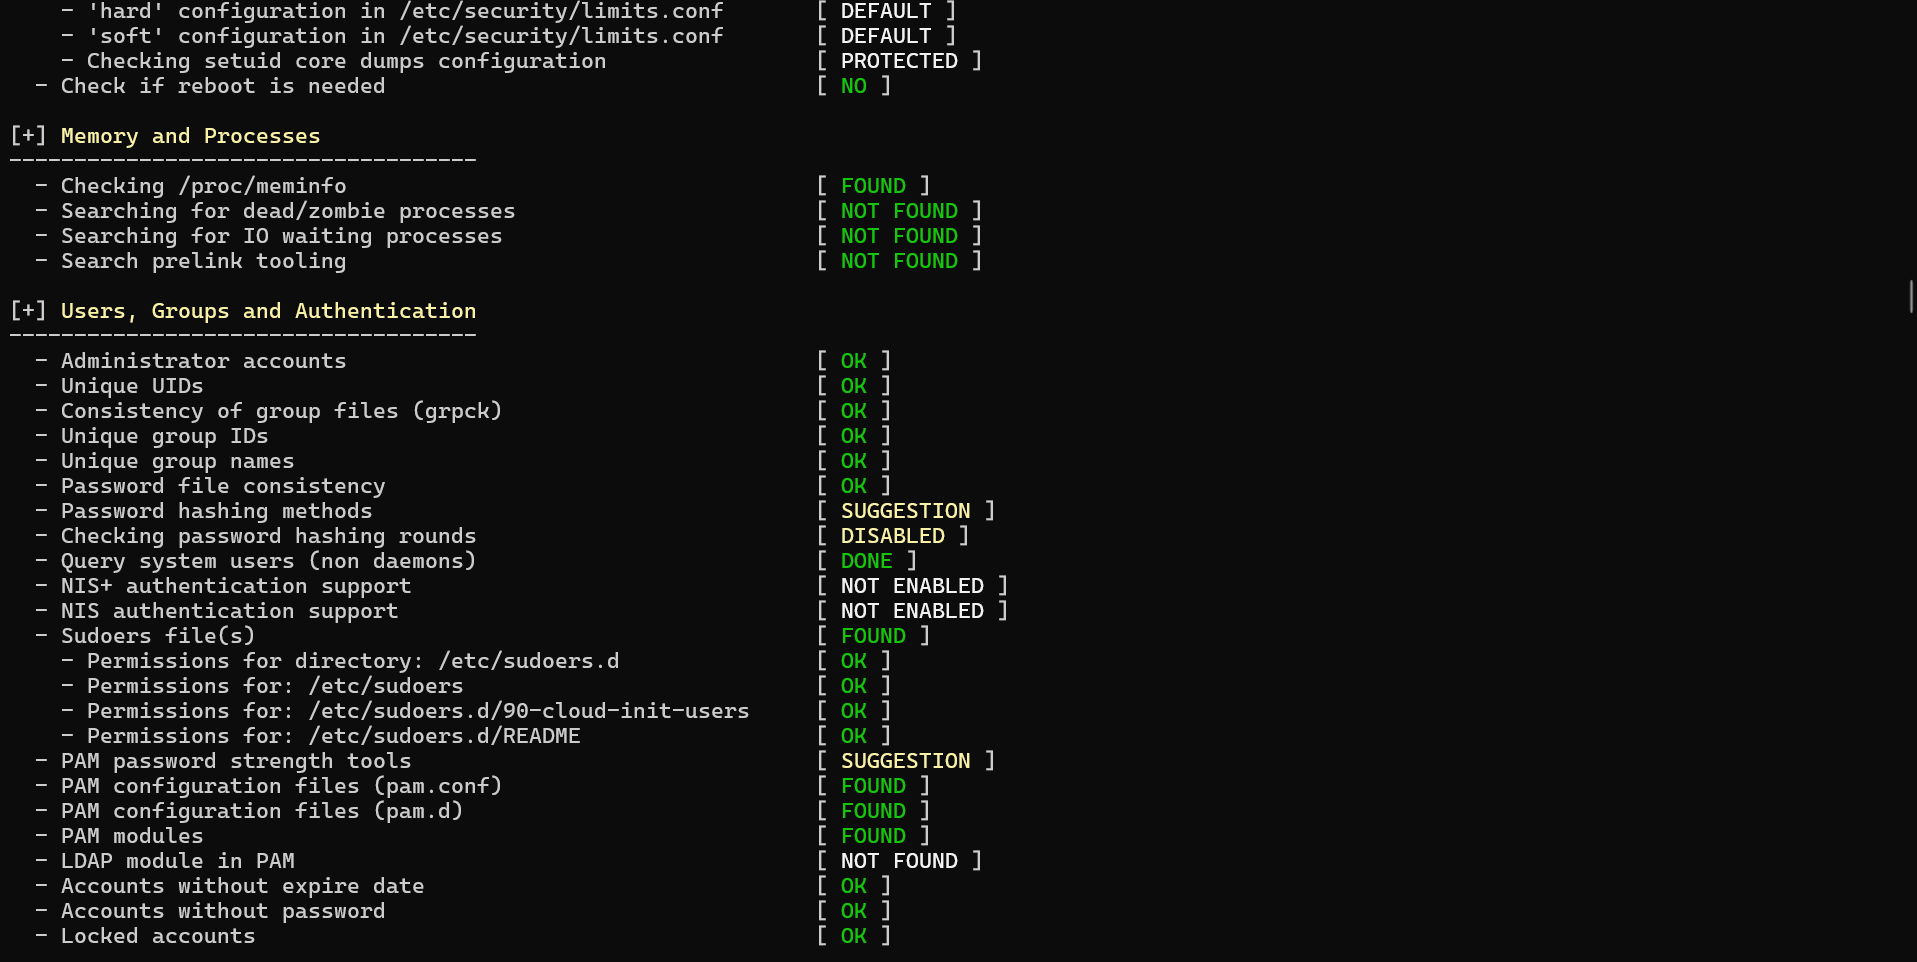 - 'hard' configuration in /etc/security/limits.conf       [ DEFAULT ]
    - 'soft' configuration in /etc/security/limits.conf       [ DEFAULT ]
    - Checking setuid core dumps configuration                [ PROTECTED ]
  - Check if reboot is needed                                 [ NO ]

[+] Memory and Processes
------------------------------------
  - Checking /proc/meminfo                                    [ FOUND ]
  - Searching for dead/zombie processes                       [ NOT FOUND ]
  - Searching for IO waiting processes                        [ NOT FOUND ]
  - Search prelink tooling                                    [ NOT FOUND ]

[+] Users, Groups and Authentication
------------------------------------
  - Administrator accounts                                    [ OK ]
  - Unique UIDs                                               [ OK ]
  - Consistency of group files (grpck)                        [ OK ]
  - Unique group IDs                                          [ OK ]
  - Unique group names                                        [ OK ]
  - Password file consistency                                 [ OK ]
  - Password hashing methods                                  [ SUGGESTION ]
  - Checking password hashing rounds                          [ DISABLED ]
  - Query system users (non daemons)                          [ DONE ]
  - NIS+ authentication support                               [ NOT ENABLED ]
  - NIS authentication support                                [ NOT ENABLED ]
  - Sudoers file(s)                                           [ FOUND ]
    - Permissions for directory: /etc/sudoers.d               [ OK ]
    - Permissions for: /etc/sudoers                           [ OK ]
    - Permissions for: /etc/sudoers.d/90-cloud-init-users     [ OK ]
    - Permissions for: /etc/sudoers.d/README                  [ OK ]
  - PAM password strength tools                               [ SUGGESTION ]
  - PAM configuration files (pam.conf)                        [ FOUND ]
  - PAM configuration files (pam.d)                           [ FOUND ]
  - PAM modules                                               [ FOUND ]
  - LDAP module in PAM                                        [ NOT FOUND ]
  - Accounts without expire date                              [ OK ]
  - Accounts without password                                 [ OK ]
  - Locked accounts                                           [ OK ]